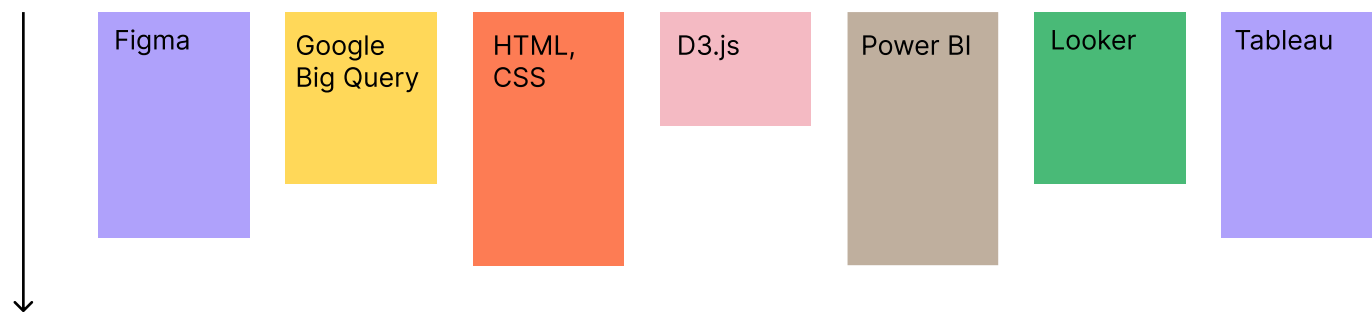 Figma
Google
Big Query
HTML,
CSS
D3.js
Power BI
Looker
Tableau